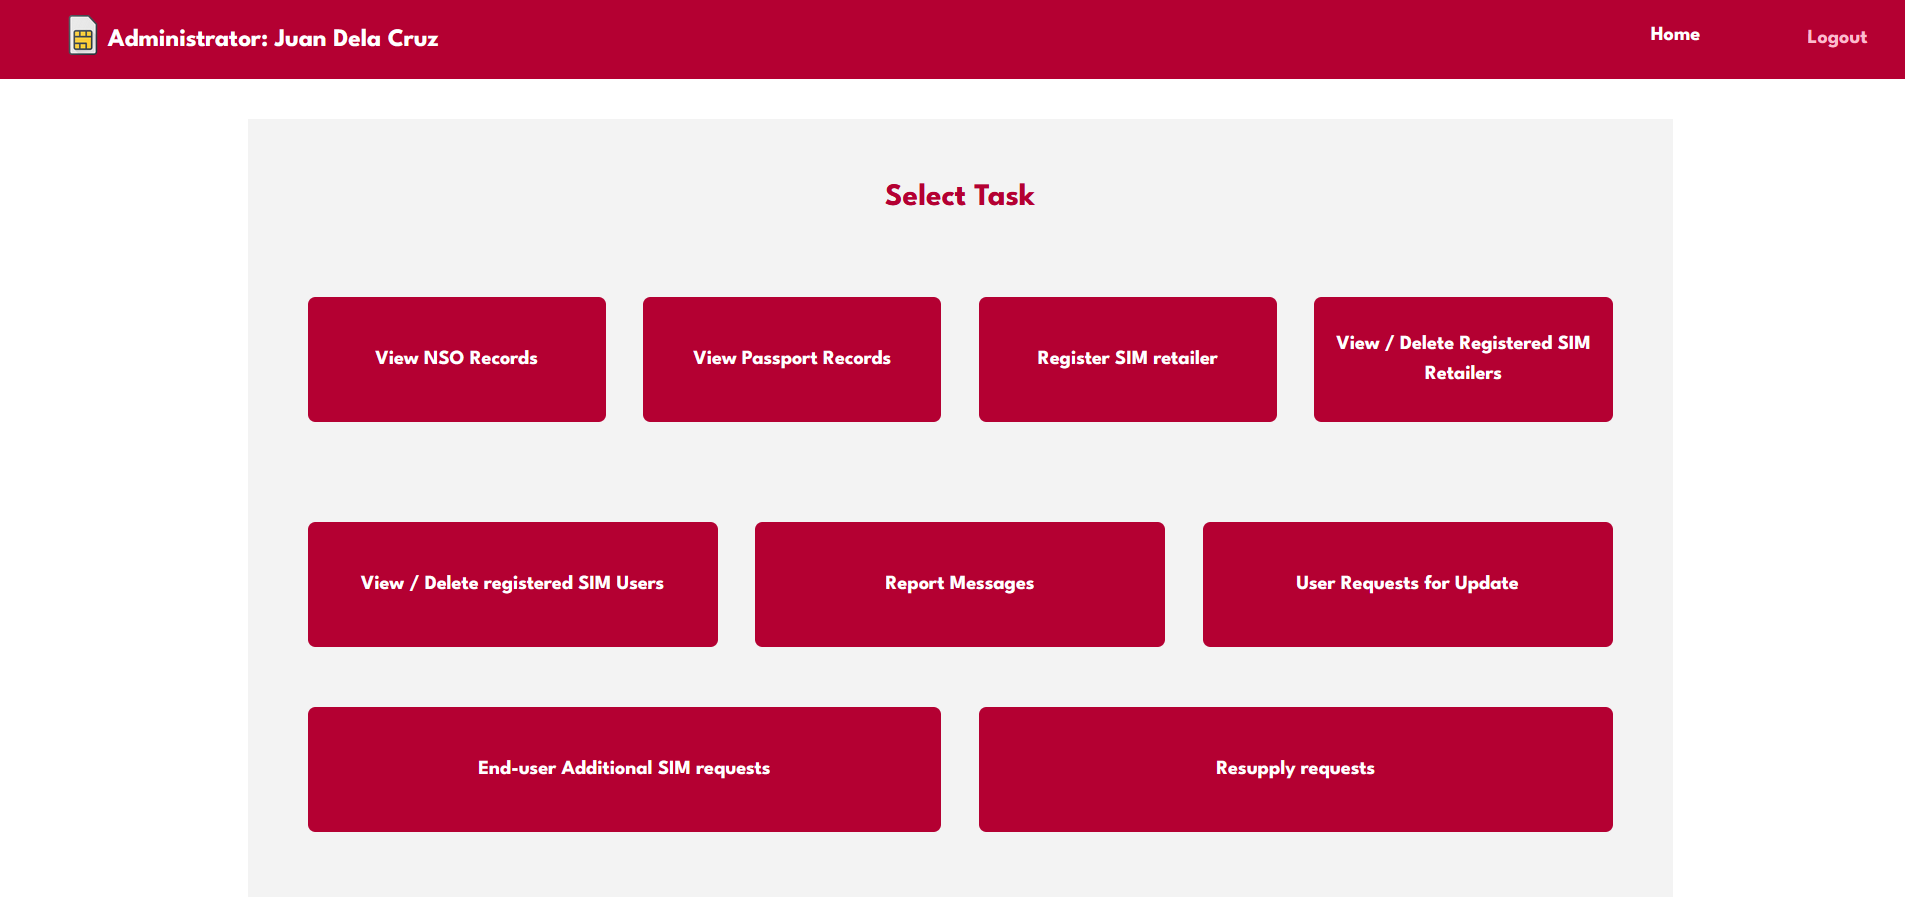 Administrator: Juan Dela Cruz
Home
Logout
Select Task
View NSO Records
View Passport Records
Register SIM retailer
View / Delete Registered SIM
Retailers
View / Delete registered SIM Users
Report Messages
User Requests for Update
End-user Additional SIM requests
Resupply requests